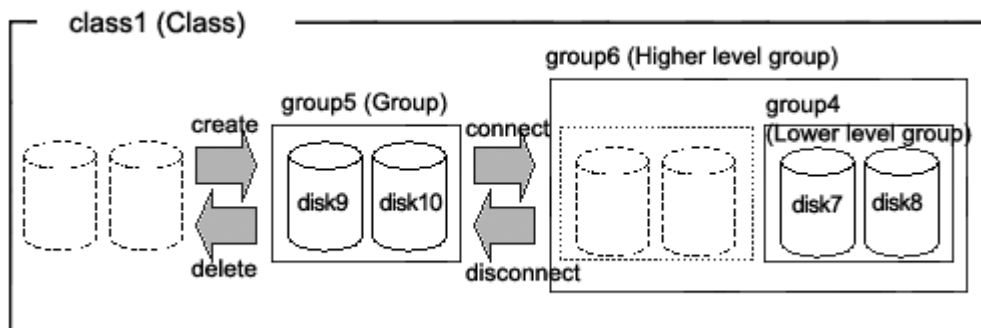 class1 (Class)
group6 (Higher level group)
group5 (Group)
group4
(Lower level group)
create
connect
disk9
disk10
disk7
disk8
delete
disconnect